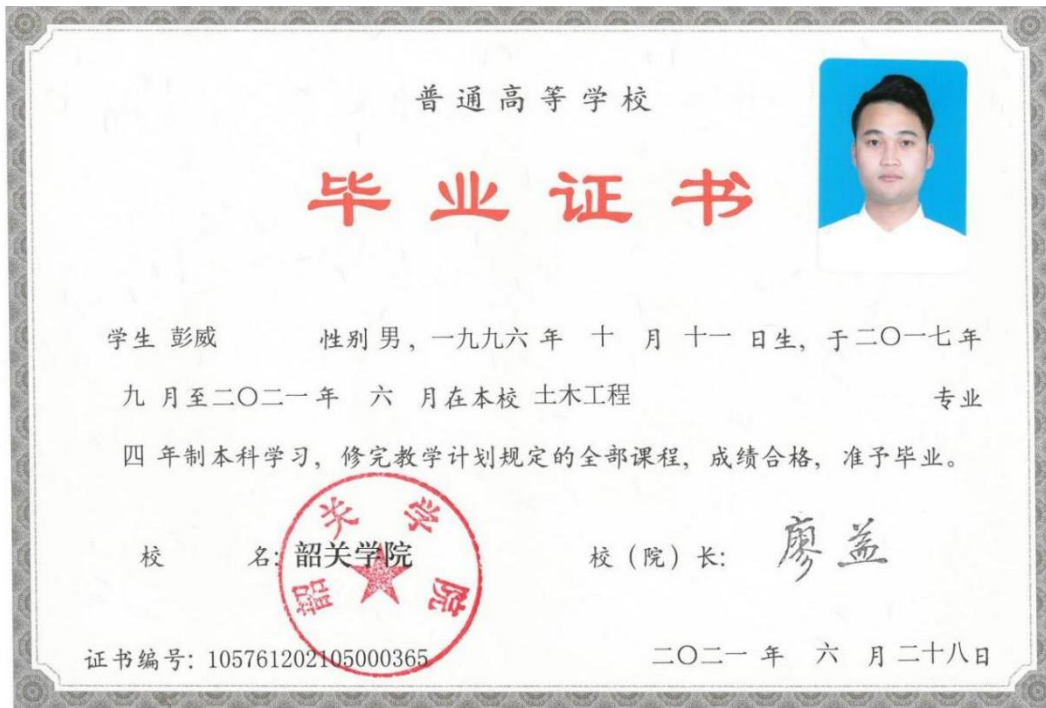 普通高等学校
毕业证书
学生 彭威 性别 男，一九九六 年 十 月 十一 日生，于二〇一七年
九 月至二〇二一 年 六 月在本校 土木工程 专业
四 年制本科学习，修完教学计划规定的全部课程，成绩合格，准予毕业。
校 名：韶关学院 校（院）长： 廖益
韶关学院
证书编号：105761202105000365 二〇二一 年 六 月 二十八日